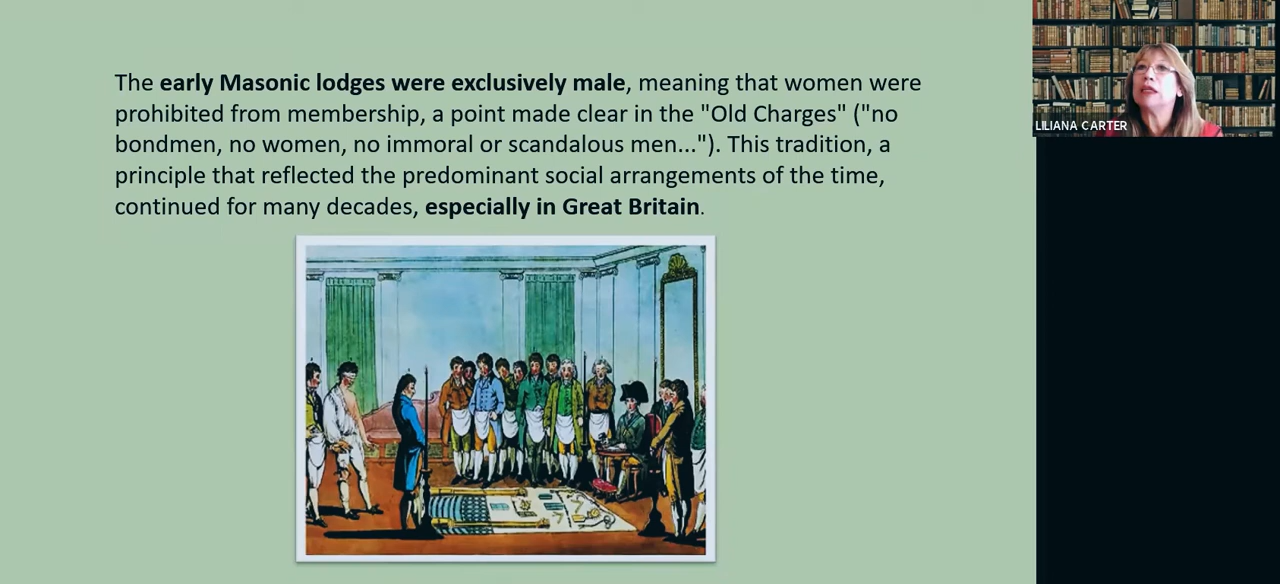 The early Masonic lodges were exclusively male, meaning that women were
prohibited from membership, a point made clear in the "Old Charges" ("no
bondmen, no women, no immoral or scandalous men..."). This tradition, a
principle that reflected the predominant social arrangements of the time,
continued for many decades, especially in Great Britain.
LILIANA CARTER